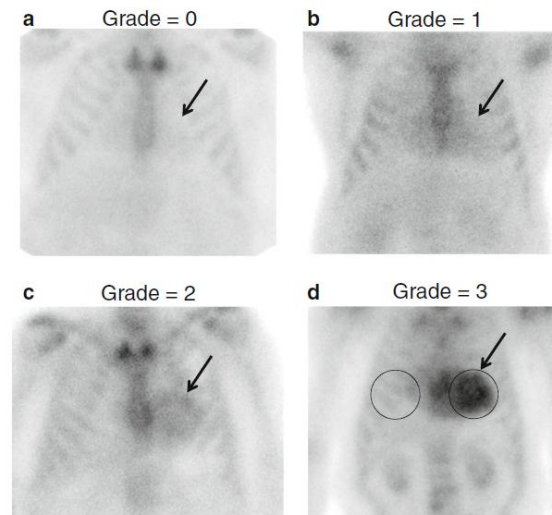 a Grade = 0
b Grade = 1
c Grade = 2
d Grade = 3